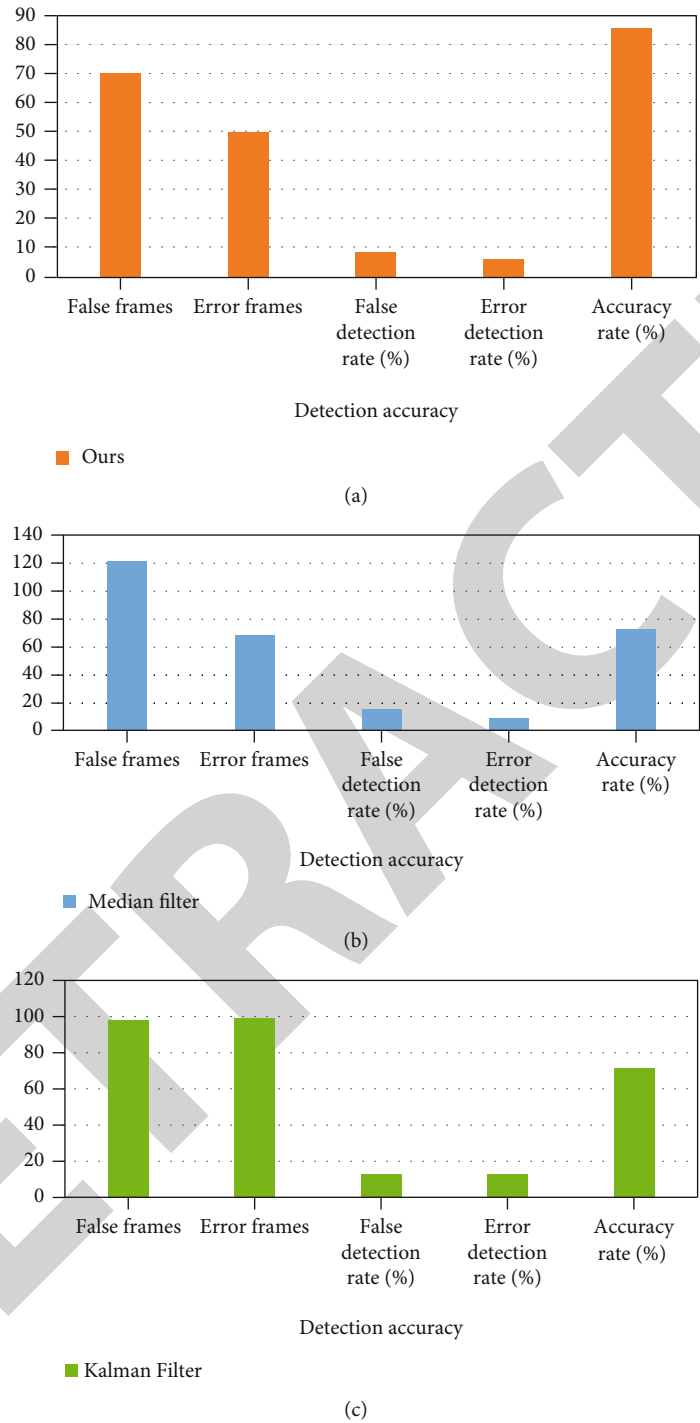 90
80
70
60
50
40
30
20
10
0
False frames
Error frames
False
detection
rate (%)
Error
detection
rate (%)
Accuracy
rate (%)
Detection accuracy
Ours
(a)
140
120
100
80
60
40
20
0
False frames
Error frames
False
detection
rate (%)
Error
detection
rate (%)
Accuracy
rate (%)
Detection accuracy
Median filter
(b)
120
100
80
60
40
20
0
False frames
Error frames
False
detection
rate (%)
Error
detection
rate (%)
Accuracy
rate (%)
Detection accuracy
Kalman Filter
(c)
ETRACT